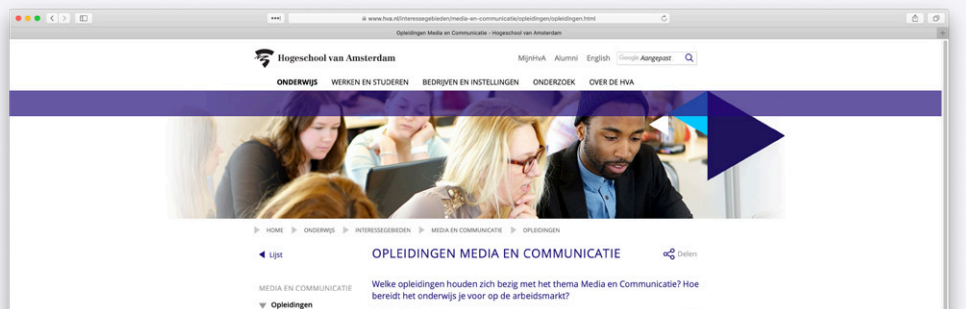 www.hva.nl/interessegebieden/media-en-communicatie/opleidingen/opleidingen.html
Opleidingen Media en Communicatie - Hogeschool van Amsterdam
Hogeschool van Amsterdam
MijnHvA Alumni English Google Aangepast
ONDERWIJS WERKEN EN STUDEREN BEDRIJVEN EN INSTELLINGEN ONDERZOEK OVER DE HVA
HOME ONDERWIJS INTERESSEGEBIEDEN MEDIA EN COMMUNICATIE OPLEIDINGEN
Lijst
OPLEIDINGEN MEDIA EN COMMUNICATIE
Delen
MEDIA EN COMMUNICATIE
Opleidingen
Welke opleidingen houden zich bezig met het thema Media en Communicatie? Hoe
bereidt het onderwijs je voor op de arbeidsmarkt?